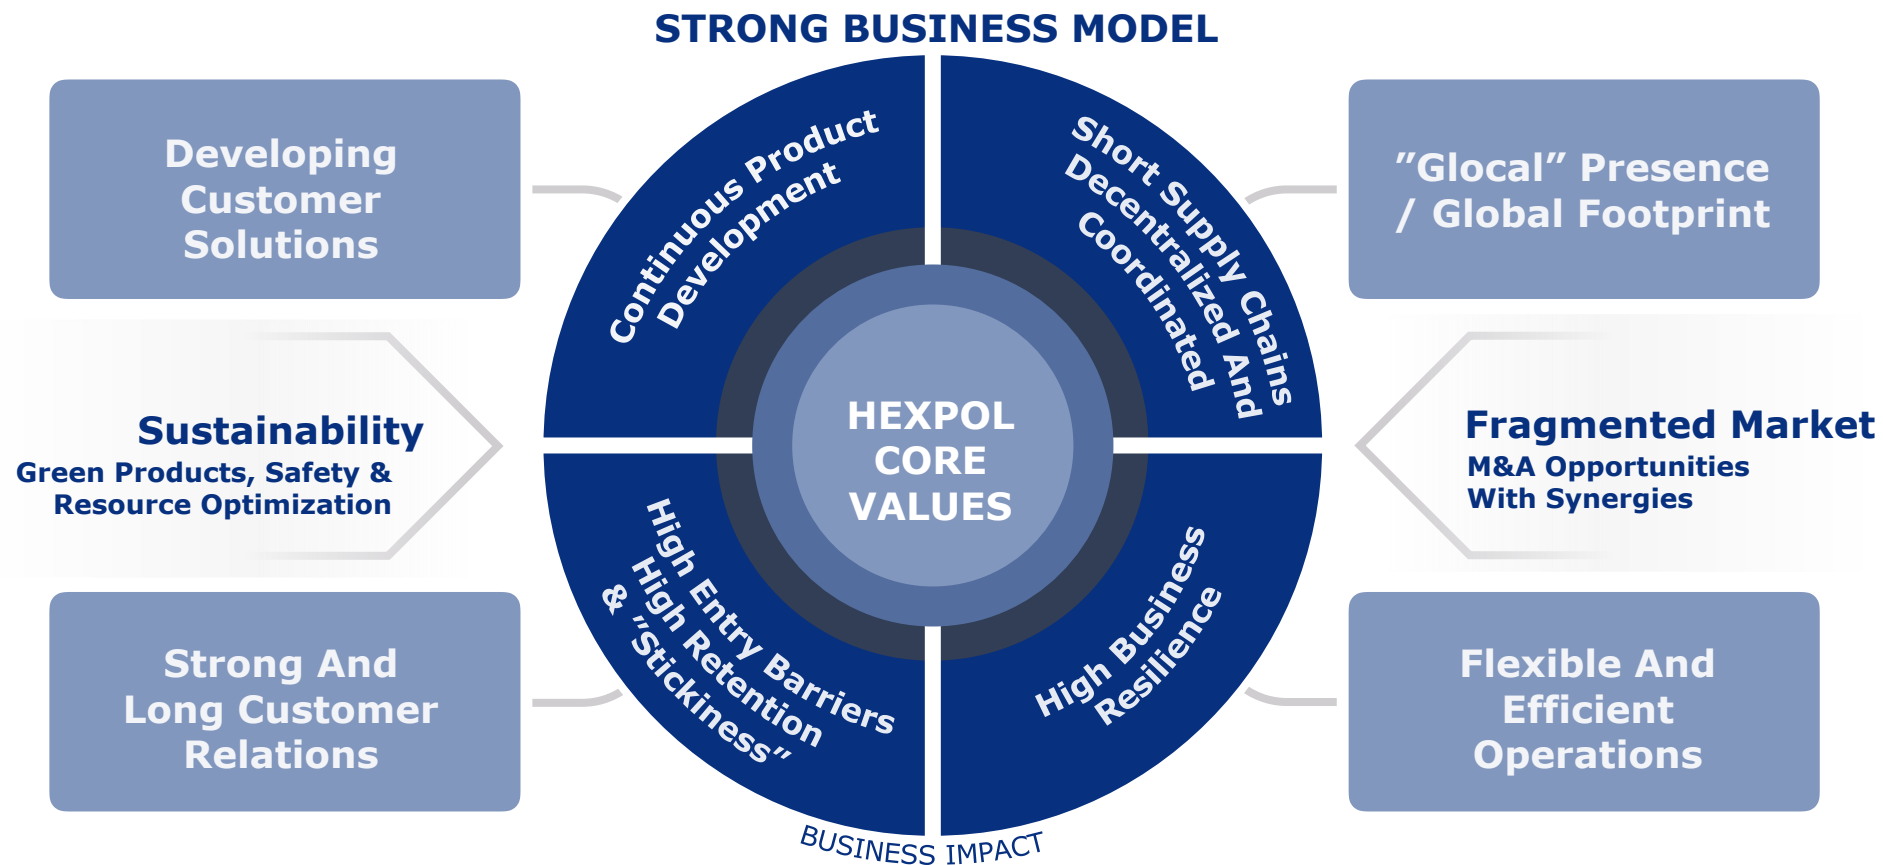 STRONG BUSINESS MODEL
Developing
Customer
Solutions
Continuous Product
Development
Short Supply Chains
Decentralized And
Coordinated
”Glocal” Presence
/ Global Footprint
Sustainability
Green Products, Safety &
Resource Optimization
HEXPOL
CORE
VALUES
Fragmented Market
M&A Opportunities
With Synergies
Strong And
Long Customer
Relations
High Entry Barriers
High Retention
& ”Stickiness”
High Business
Resilience
Flexible And
Efficient
Operations
BUSINESS IMPACT